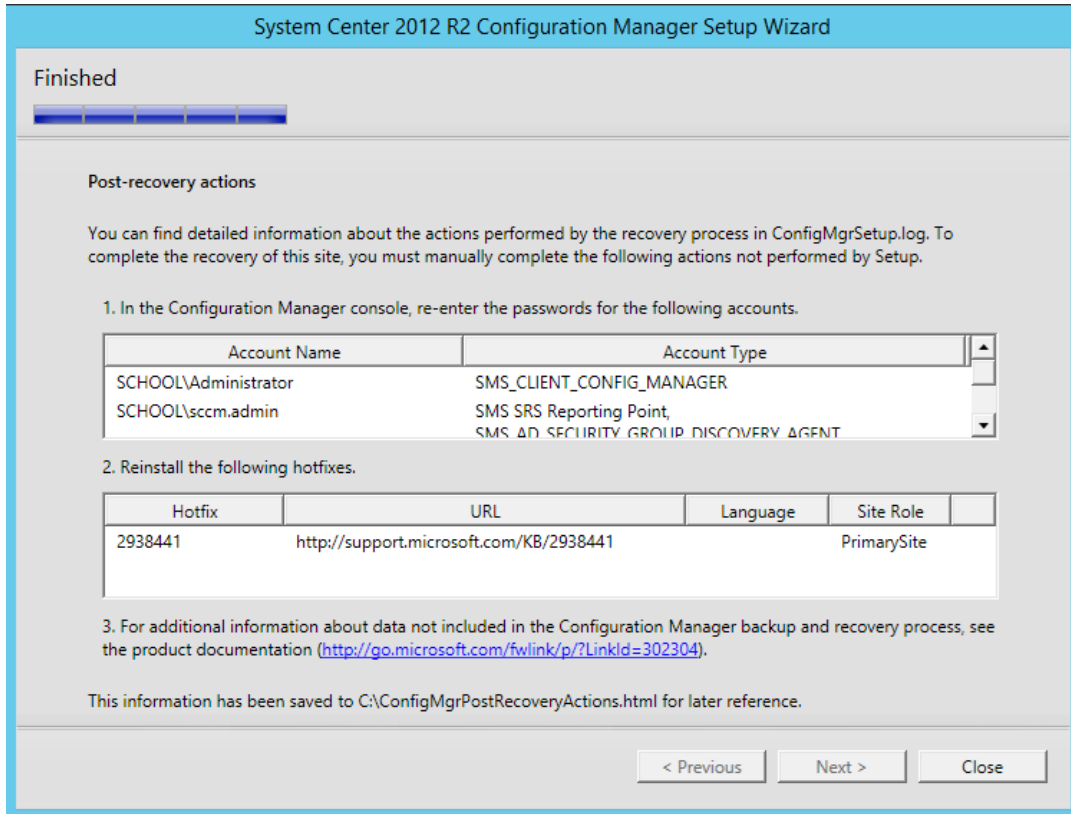 System Center 2012 R2 Configuration Manager Setup Wizard
Finished
Post-recovery actions
You can find detailed information about the actions performed by the recovery process in ConfigMgrSetup.log. To
complete the recovery of this site, you must manually complete the following actions not performed by Setup.
1. In the Configuration Manager console, re-enter the passwords for the following accounts.
Account Name Account Type
SCHOOL\Administrator SMS_CLIENT_CONFIG_MANAGER
SCHOOL\sccm.admin SMS SRS Reporting Point,
SMS_AD_SECURITY_GROUP_DISCOVERY_AGENT
2. Reinstall the following hotfixes.
Hotfix URL Language Site Role
2938441 http://support.microsoft.com/KB/2938441 PrimarySite
3. For additional information about data not included in the Configuration Manager backup and recovery process, see
the product documentation (http://go.microsoft.com/fwlink/p/?LinkId=302304).
This information has been saved to C:\ConfigMgrPostRecoveryActions.html for later reference.
< Previous Next > Close